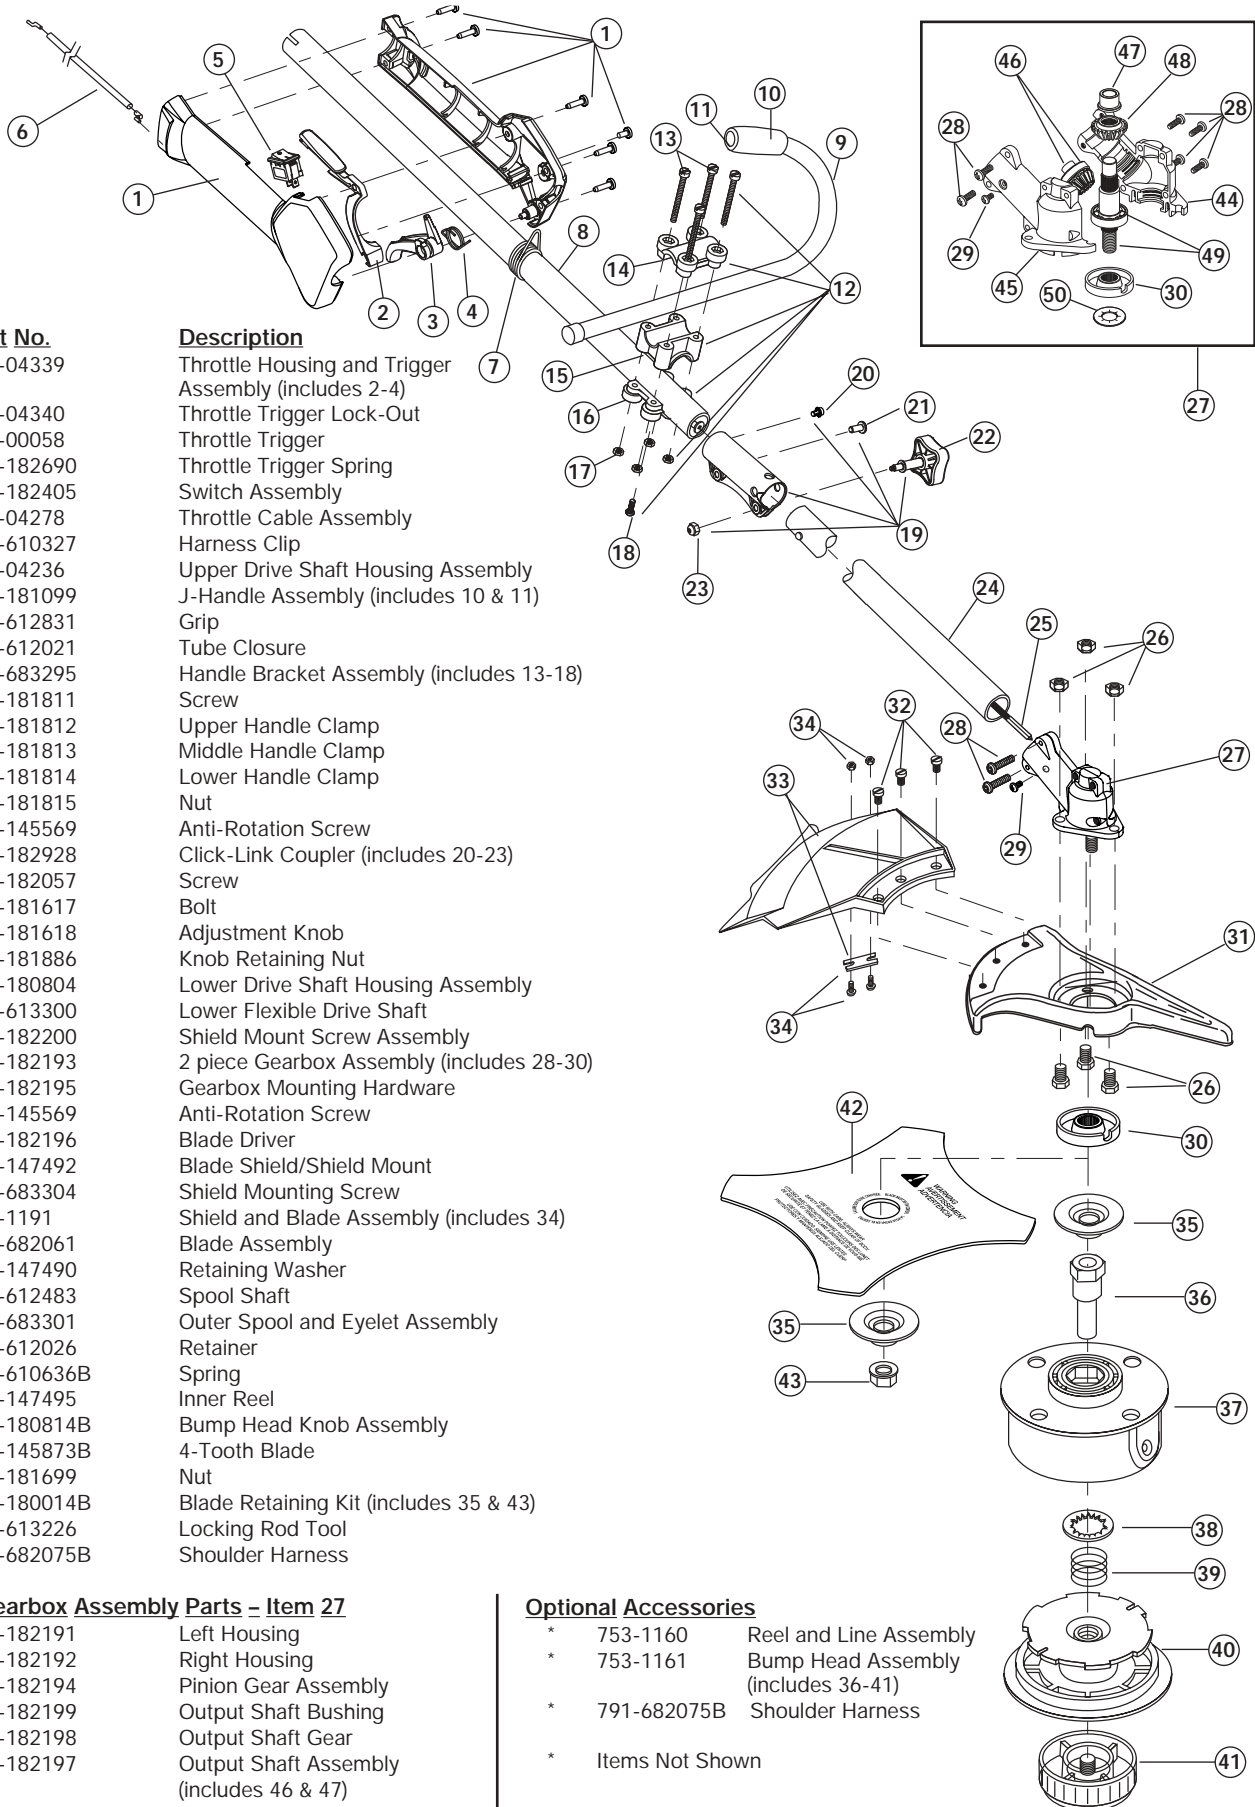 1
5
6
1
2
3
4
7
8
9
10
11
13
14
12
15
16
17
18
20
21
22
19
23
46
47
48
28
28
29
44
45
49
30
50
27
24
25
26
28
27
29
32
34
33
34
31
26
30
42
WARNING
AVERTISSEMENT
ADVERTENCIA
35
43
35
36
37
38
39
40
41
t No. Description
-04339 Throttle Housing and Trigger
Assembly (includes 2-4)
-04340 Throttle Trigger Lock-Out
-00058 Throttle Trigger
-182690 Throttle Trigger Spring
-182405 Switch Assembly
-04278 Throttle Cable Assembly
-610327 Harness Clip
-04236 Upper Drive Shaft Housing Assembly
-181099 J-Handle Assembly (includes 10 & 11)
-612831 Grip
-612021 Tube Closure
-683295 Handle Bracket Assembly (includes 13-18)
-181811 Screw
-181812 Upper Handle Clamp
-181813 Middle Handle Clamp
-181814 Lower Handle Clamp
-181815 Nut
-145569 Anti-Rotation Screw
-182928 Click-Link Coupler (includes 20-23)
-182057 Screw
-181617 Bolt
-181618 Adjustment Knob
-181886 Knob Retaining Nut
-180804 Lower Drive Shaft Housing Assembly
-613300 Lower Flexible Drive Shaft
-182200 Shield Mount Screw Assembly
-182193 2 piece Gearbox Assembly (includes 28-30)
-182195 Gearbox Mounting Hardware
-145569 Anti-Rotation Screw
-182196 Blade Driver
-147492 Blade Shield/Shield Mount
-683304 Shield Mounting Screw
-1191 Shield and Blade Assembly (includes 34)
-682061 Blade Assembly
-147490 Retaining Washer
-612483 Spool Shaft
-683301 Outer Spool and Eyelet Assembly
-612026 Retainer
-610636B Spring
-147495 Inner Reel
-180814B Bump Head Knob Assembly
-145873B 4-Tooth Blade
-181699 Nut
-180014B Blade Retaining Kit (includes 35 & 43)
-613226 Locking Rod Tool
-682075B Shoulder Harness
earbox Assembly Parts – Item 27
-182191 Left Housing
-182192 Right Housing
-182194 Pinion Gear Assembly
-182199 Output Shaft Bushing
-182198 Output Shaft Gear
-182197 Output Shaft Assembly
(includes 46 & 47)
Optional Accessories
* 753-1160 Reel and Line Assembly
* 753-1161 Bump Head Assembly
(includes 36-41)
* 791-682075B Shoulder Harness
* Items Not Shown